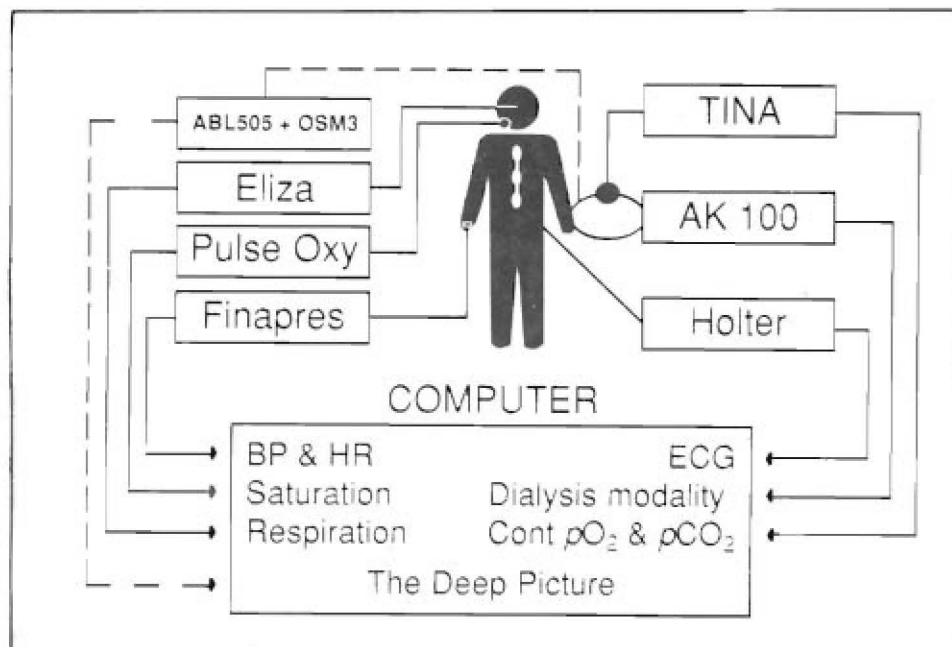 ABL505 + OSM3
Eliza
Pulse Oxy
Finapres
TINA
AK 100
Holter
COMPUTER
BP & HR
ECG
Saturation
Dialysis modality
Respiration
Cont pO₂ & pCO₂
The Deep Picture